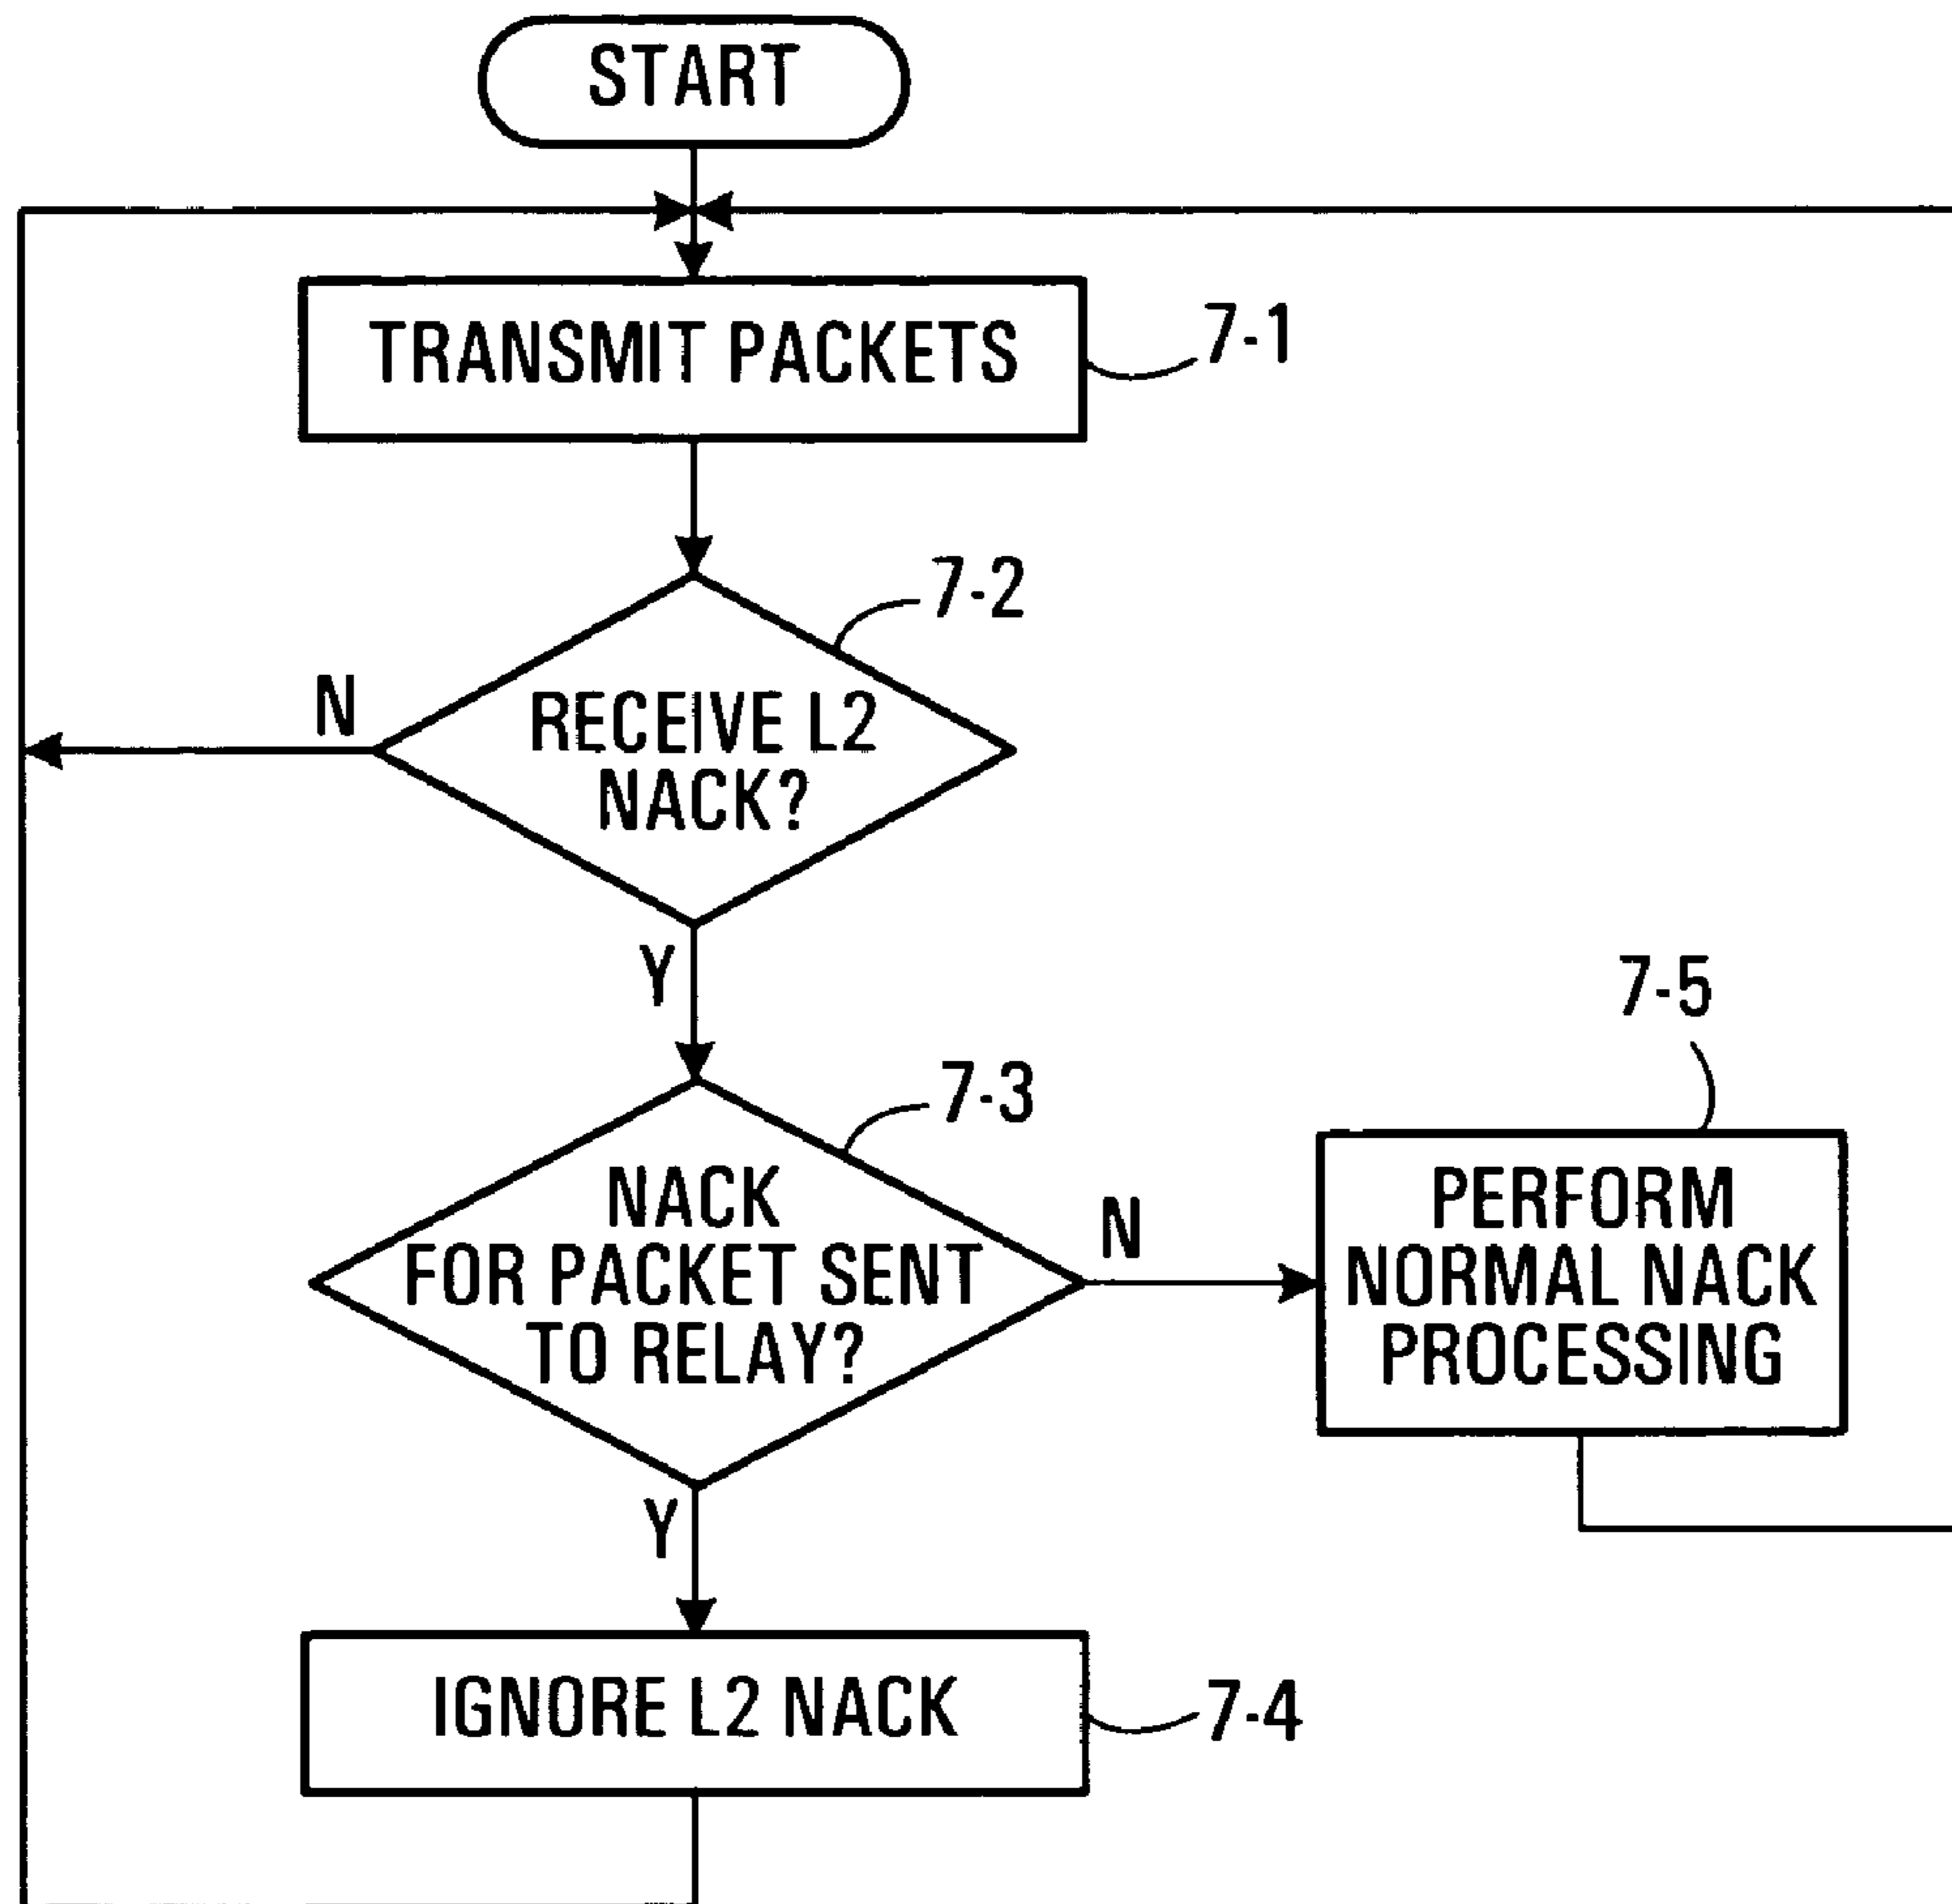 START
TRANSMIT PACKETS
7-1
7-2
RECEIVE L2
NACK?
N
Y
7-3
NACK
FOR PACKET SENT
TO RELAY?
N
7-5
PERFORM
NORMAL NACK
PROCESSING
Y
IGNORE L2 NACK
7-4